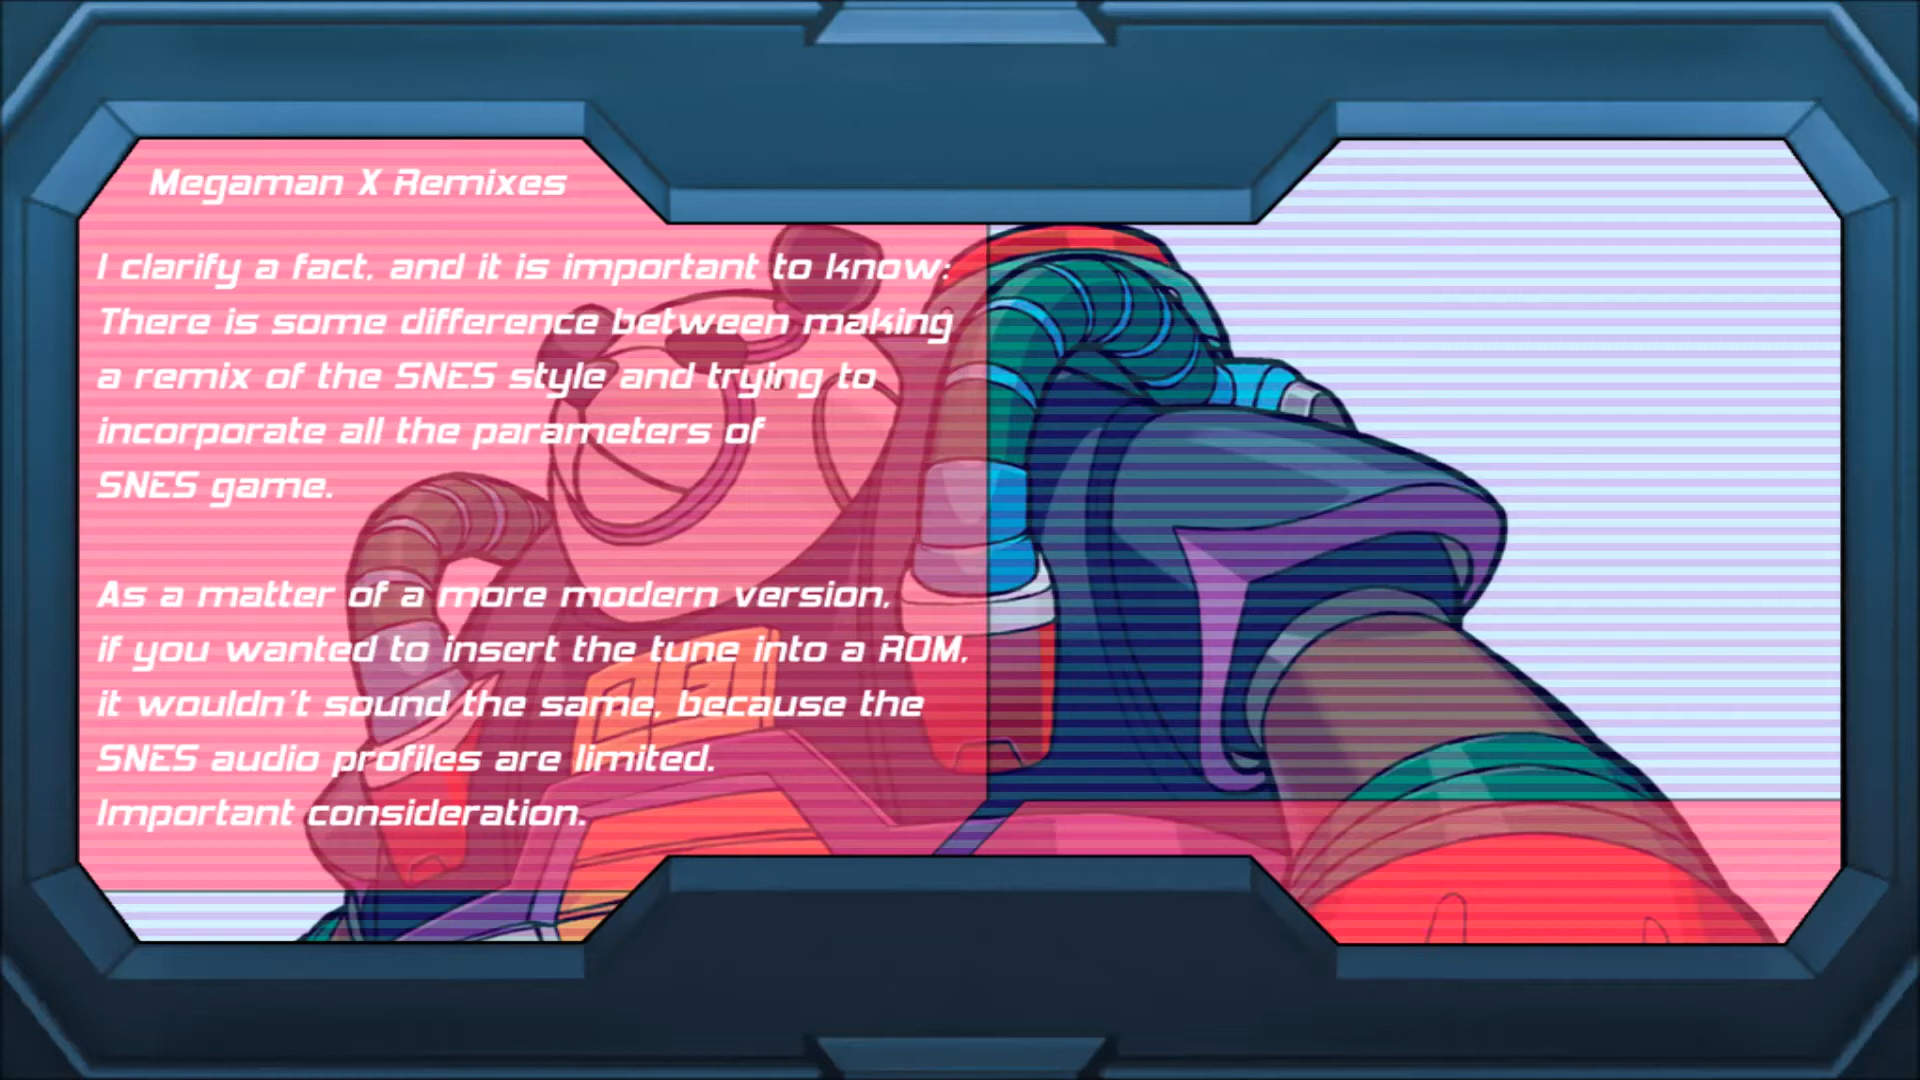 Megaman X Remixes
I clarify a fact, and it is important to know:
There is some difference between making
a remix of the SNES style and trying to
incorporate all the parameters of
SNES game.
As a matter of a more modern version,
if you wanted to insert the tune into a ROM,
it wouldn't sound the same, because the
SNES audio profiles are limited.
Important consideration.